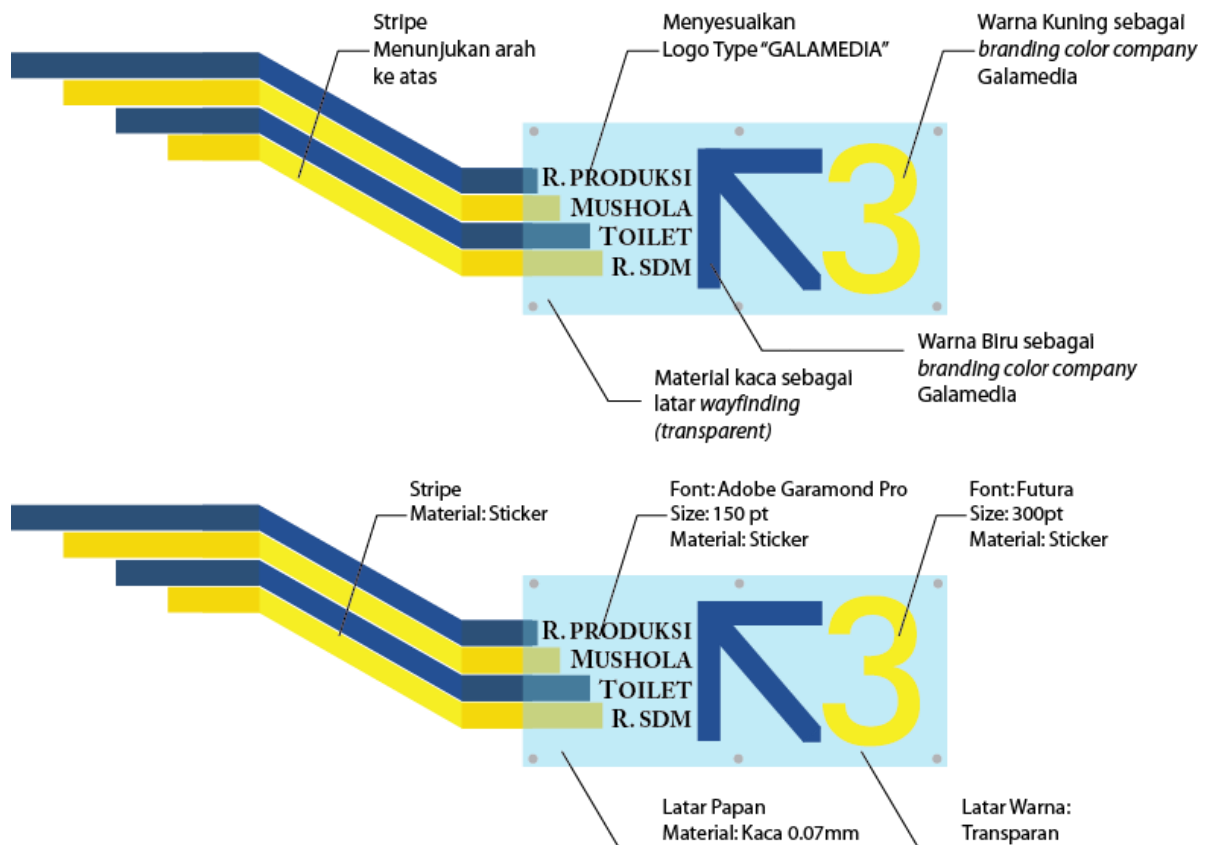 Stripe
Menunjukan arah
ke atas
Menyesuaikan
Logo Type “GALAMEDIA”
Warna Kuning sebagai
branding color company
Galamedia
R. PRODUKSI
MUSHOLA
TOILET
R. SDM
3
Material kaca sebagai
latar wayfinding
(transparent)
Warna Biru sebagai
branding color company
Galamedia
Stripe
Material: Sticker
Font: Adobe Garamond Pro
Size: 150 pt
Material: Sticker
Font: Futura
Size: 300pt
Material: Sticker
R. PRODUKSI
MUSHOLA
TOILET
R. SDM
3
Latar Papan
Material: Kaca 0.07mm
Latar Warna:
Transparan